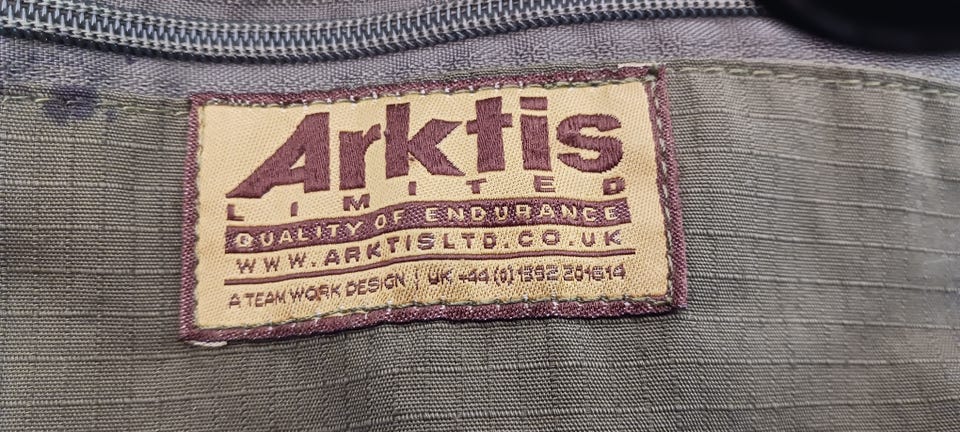 Arktis
LIMITED
QUALITY OF ENDURANCE
WWW.ARKTISLTD.CO.UK
A TEAM WORK DESIGN | UK +44 (0) 1392 201614